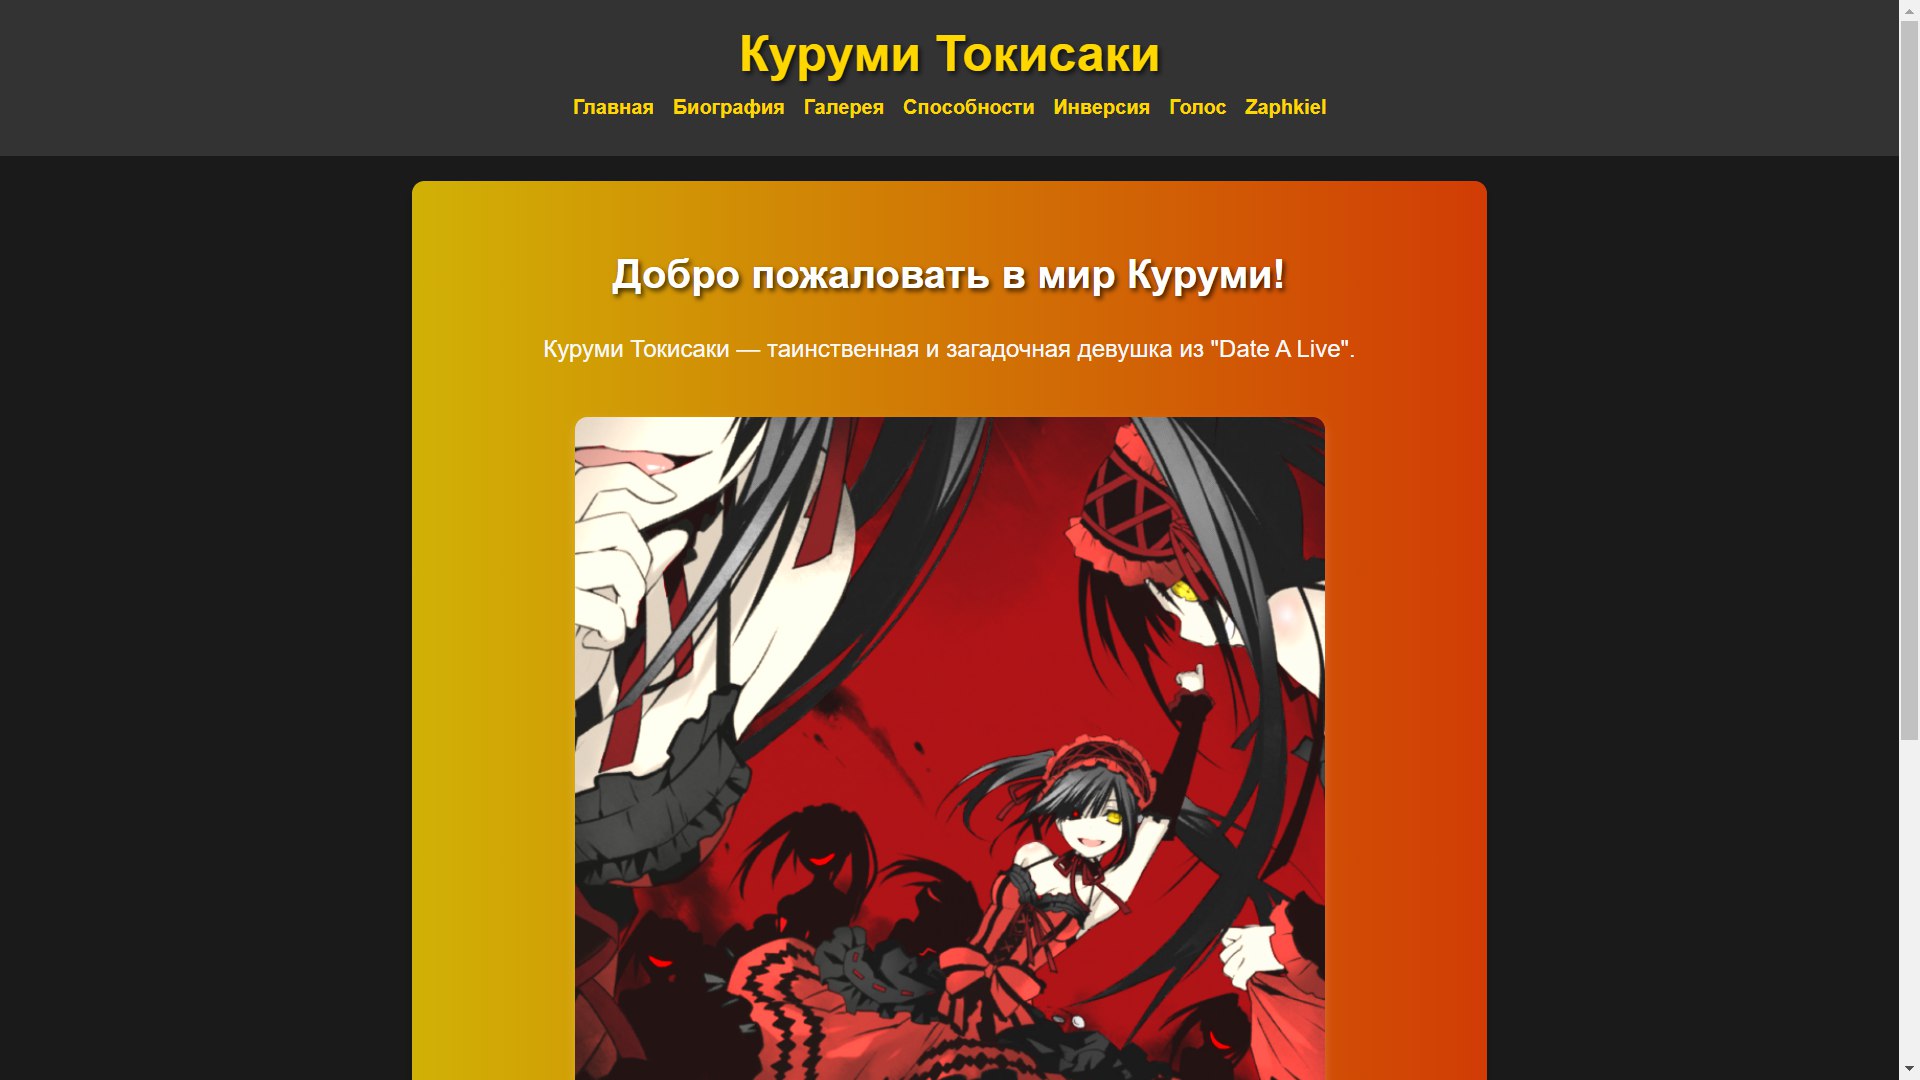 Куруми Токисаки
Главная Биография Галерея Способности Инверсия Голос Zaphkiel
Добро пожаловать в мир Куруми!
Куруми Токисаки — таинственная и загадочная девушка из "Date A Live".